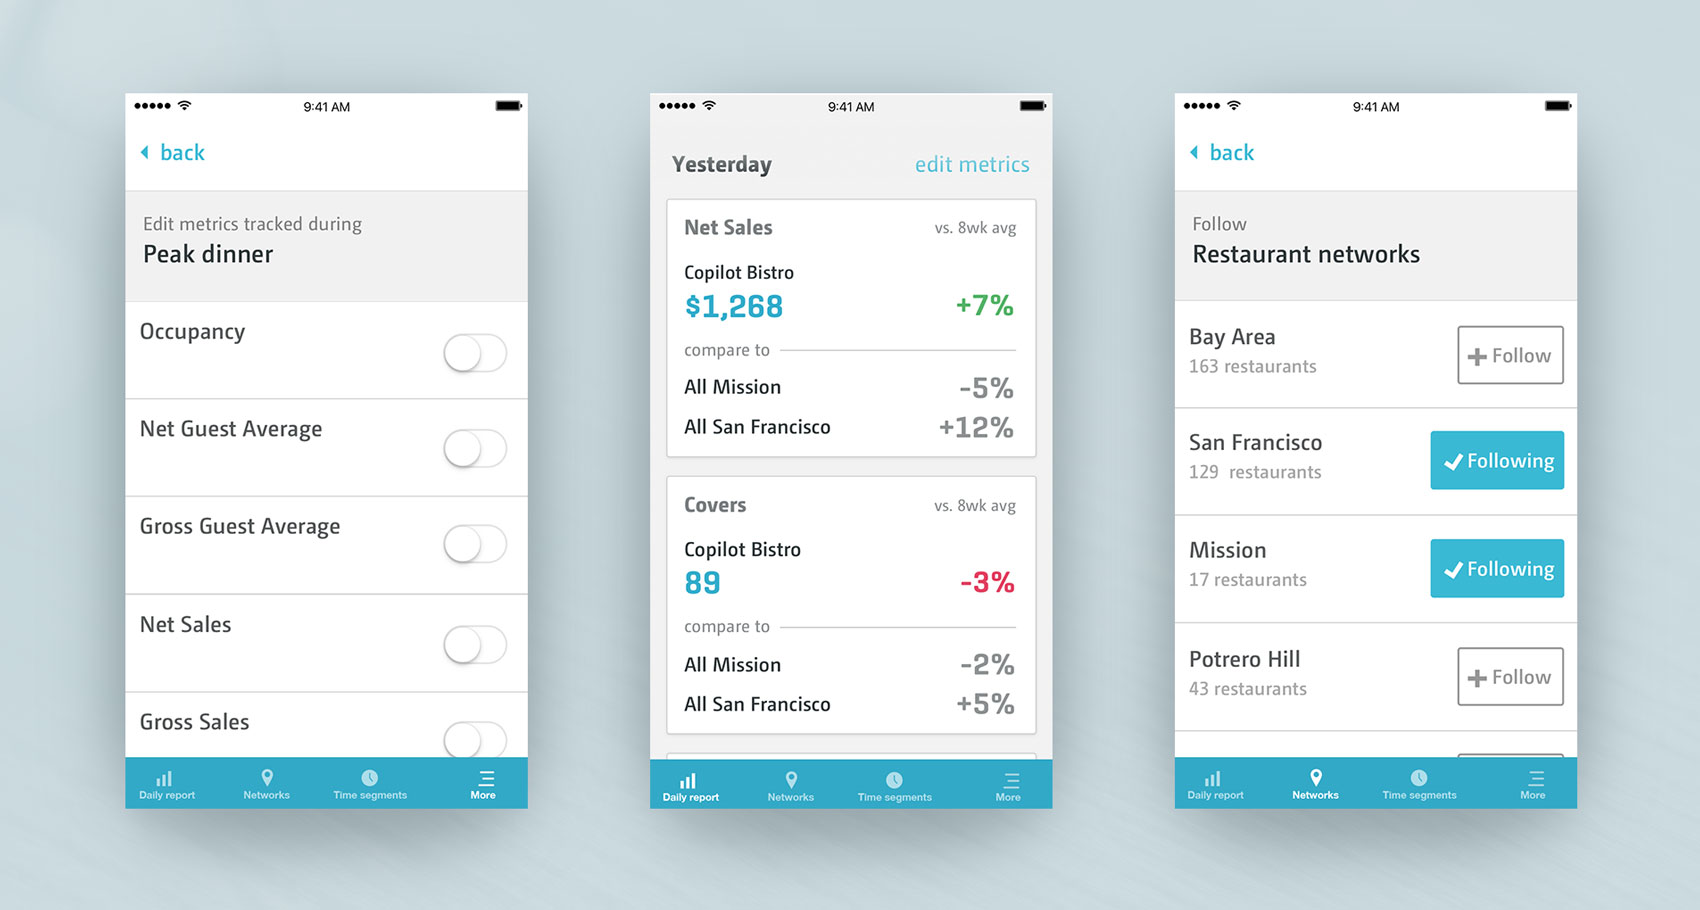 9:41 AM
back
Edit metrics tracked during
Peak dinner
Occupancy
Net Guest Average
Gross Guest Average
Net Sales
Gross Sales
Daily report Networks Time segments More
9:41 AM
Yesterday edit metrics
Net Sales vs. 8wk avg
Copilot Bistro
$1,268 +7%
compare to
All Mission -5%
All San Francisco +12%
Covers vs. 8wk avg
Copilot Bistro
89 -3%
compare to
All Mission -2%
All San Francisco +5%
Daily report Networks Time segments More
9:41 AM
back
Follow
Restaurant networks
Bay Area
163 restaurants
Follow
San Francisco
129 restaurants
Following
Mission
17 restaurants
Following
Potrero Hill
43 restaurants
Follow
Daily report Networks Time segments More